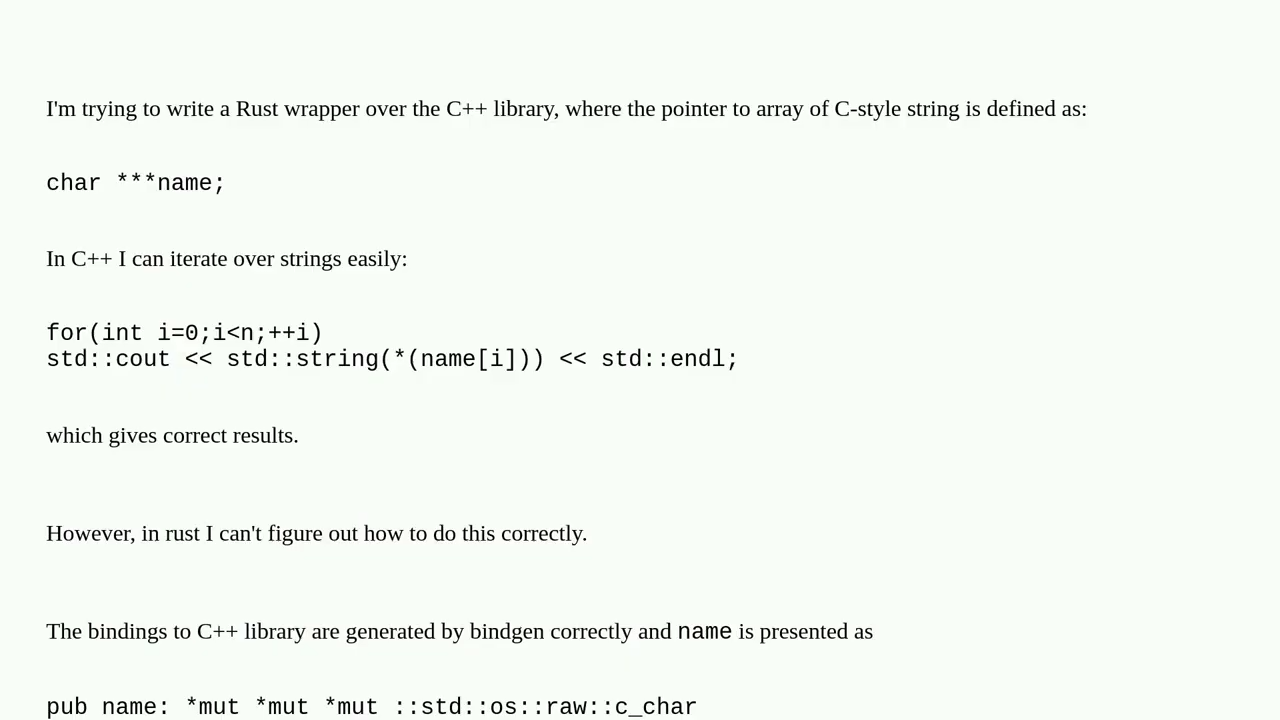 I'm trying to write a Rust wrapper over the C++ library, where the pointer to array of C-style string is defined as:
char ***name;
In C++ I can iterate over strings easily:
for(int i=0;i<n;++i)
std::cout << std::string(*(name[i])) << std::endl;
which gives correct results.
However, in rust I can't figure out how to do this correctly.
The bindings to C++ library are generated by bindgen correctly and name is presented as
pub name: *mut *mut *mut ::std::os::raw::c_char